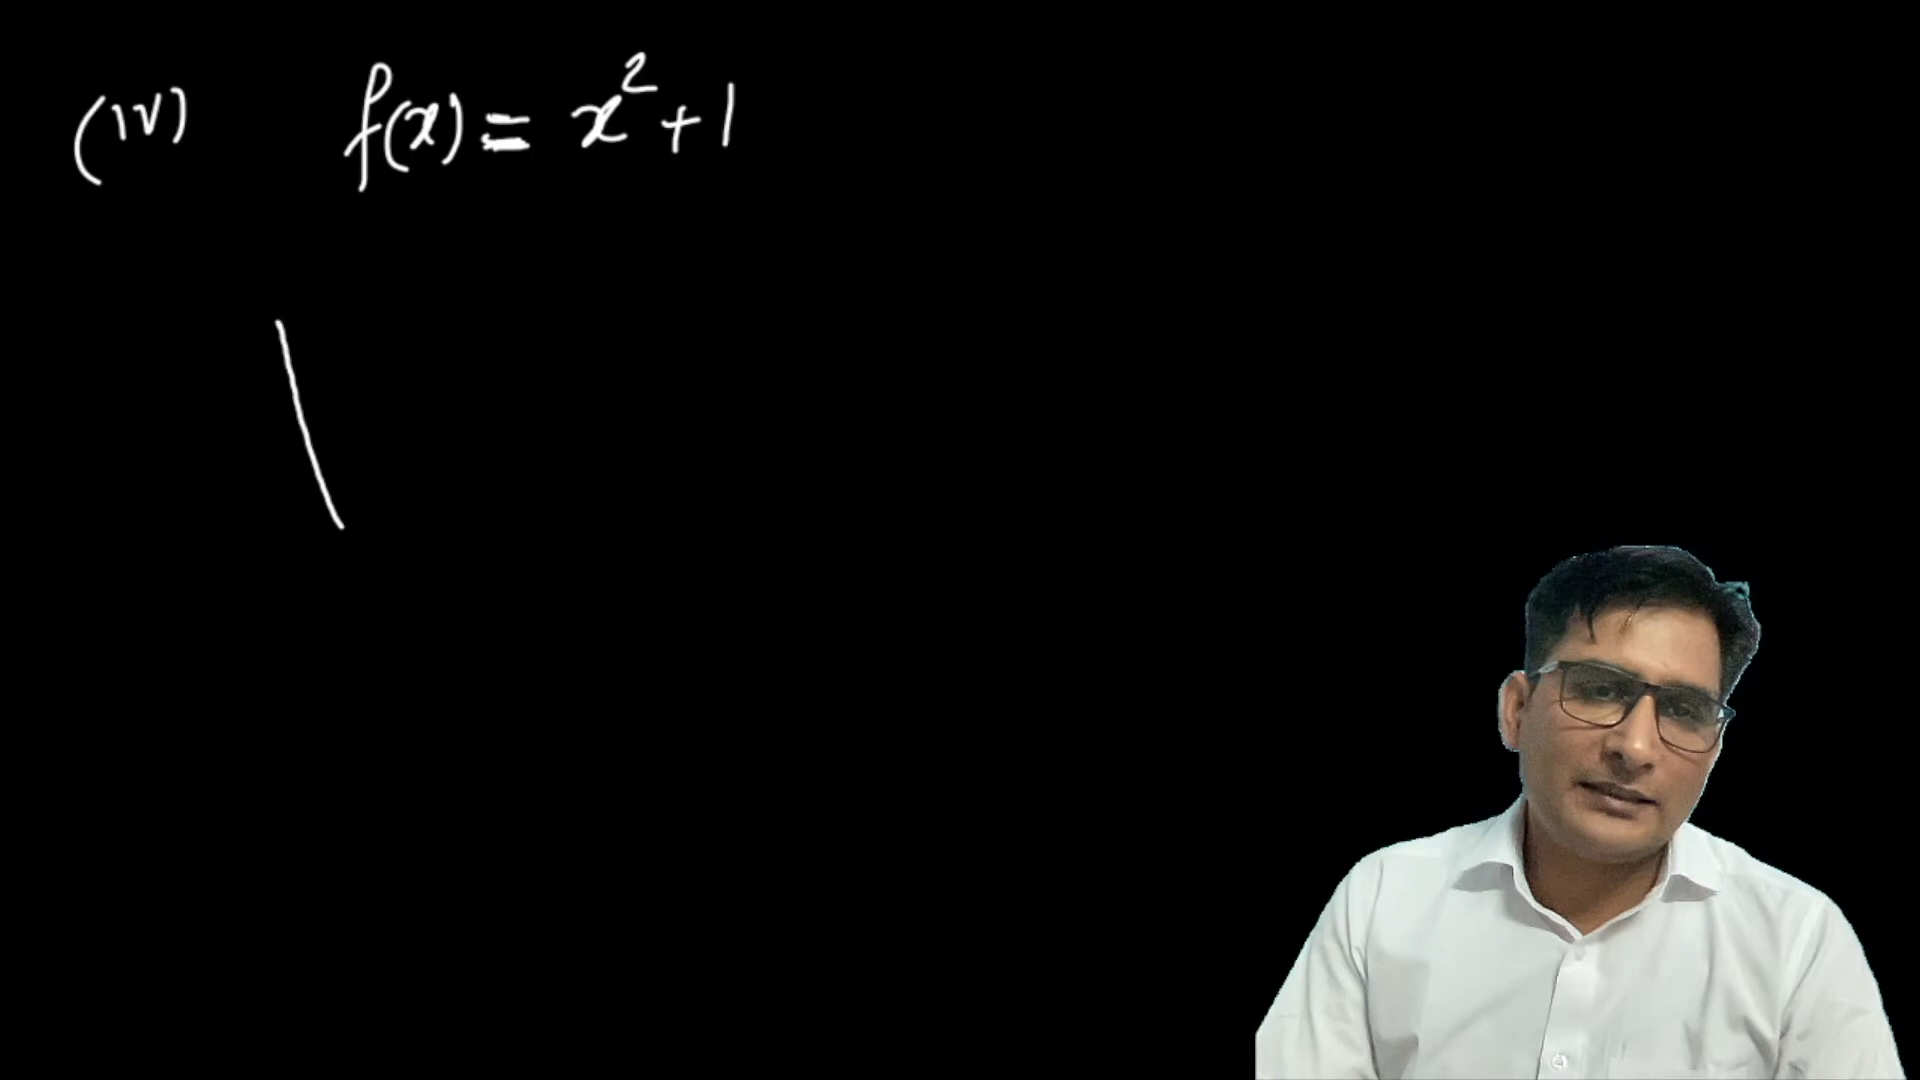 (iv) f(x) = x² + 1